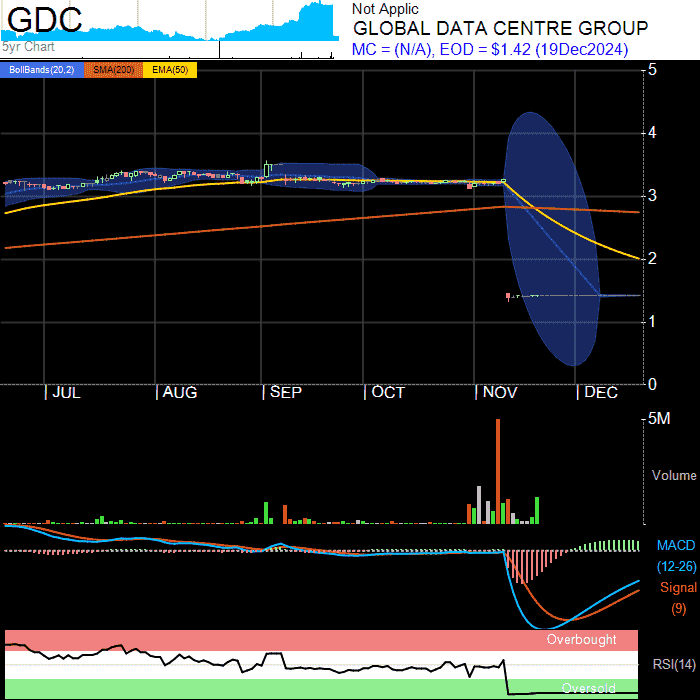 GDC
Not Applic
GLOBAL DATA CENTRE GROUP
5yr Chart
MC = (N/A), EOD = $1.42 (19Dec2024)
BollBands(20,2) SMA(200) EMA(50)
5
4
3
2
1
0
JUL AUG SEP OCT NOV DEC
5M
Volume
MACD
(12-26)
Signal
(9)
Overbought
RSI(14)
Oversold